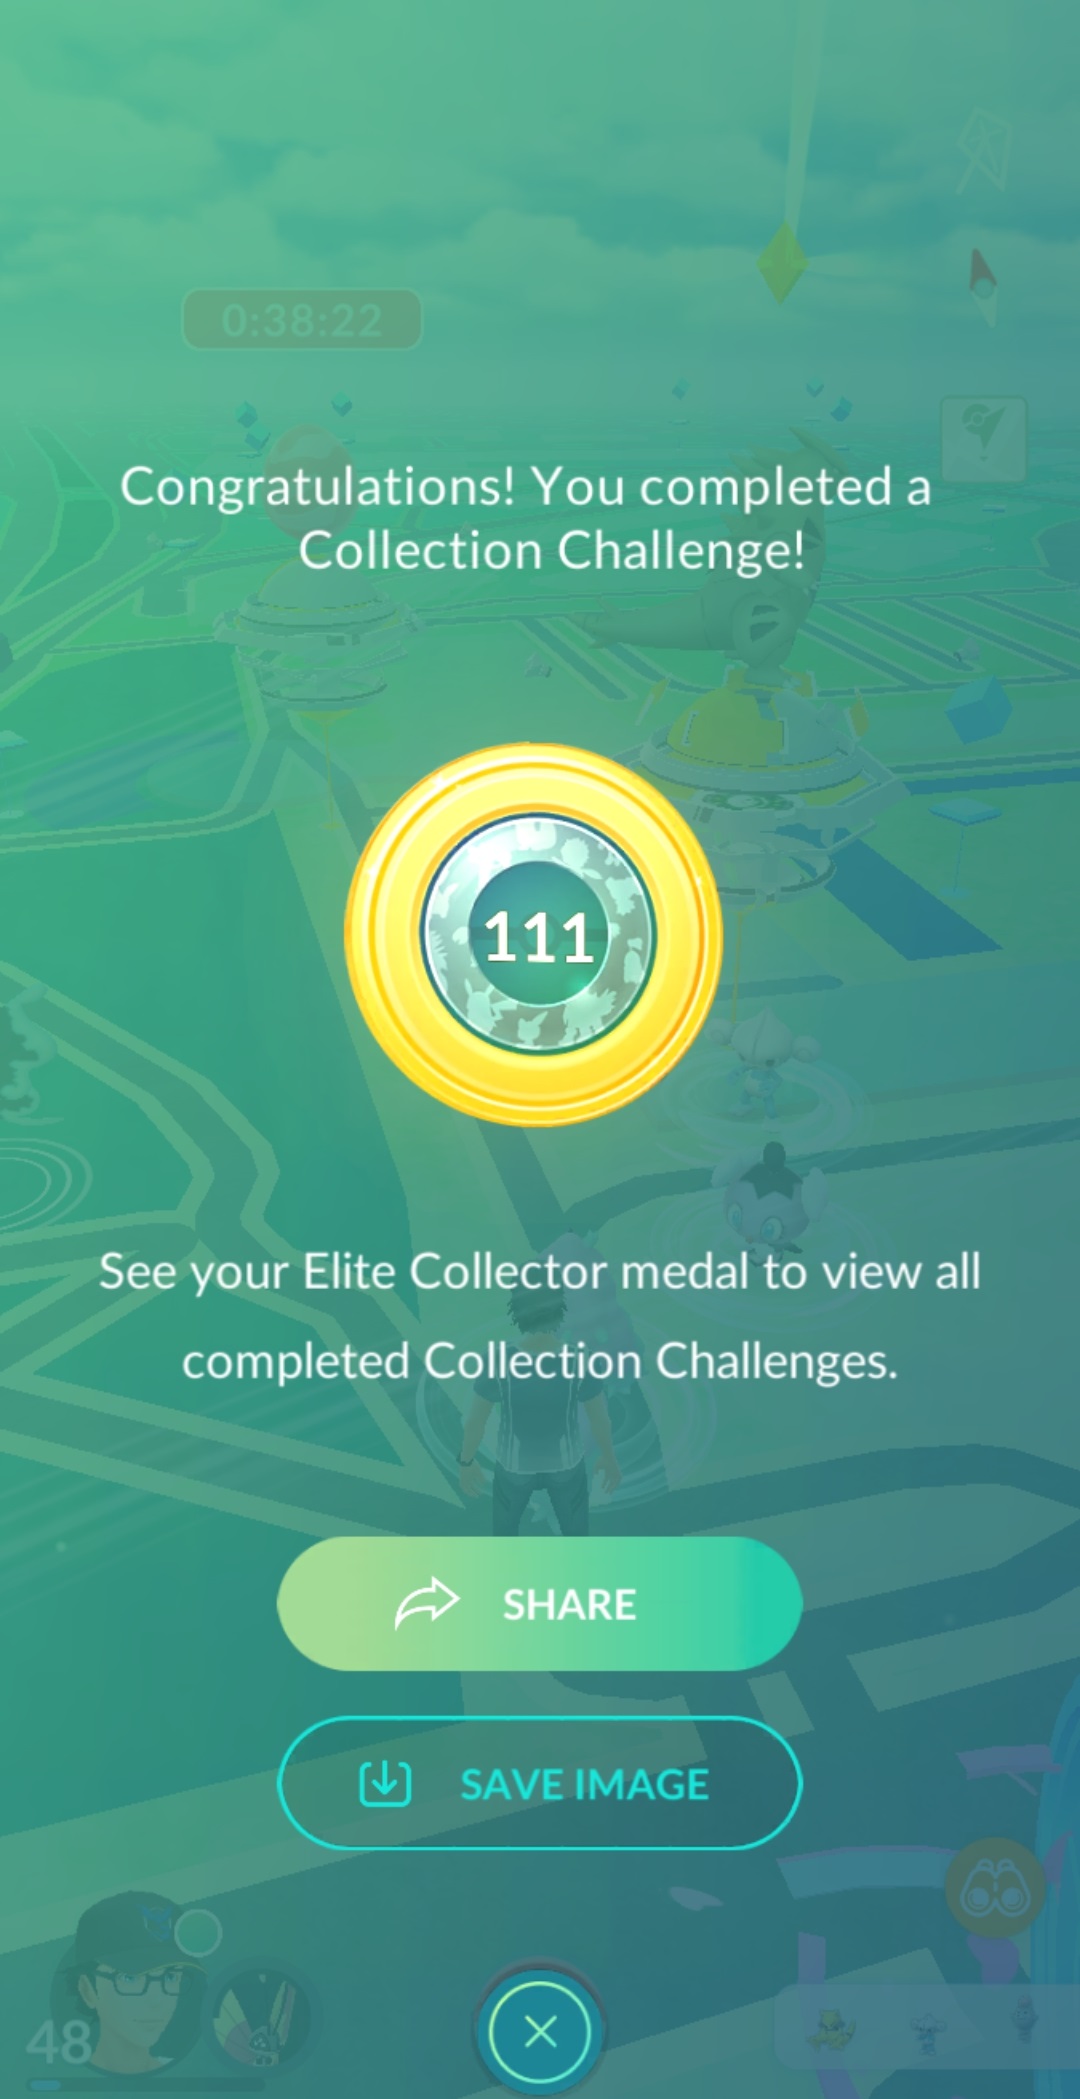 0:38:22
Congratulations! You completed a
Collection Challenge!
111
See your Elite Collector medal to view all
completed Collection Challenges.
SHARE
SAVE IMAGE
48